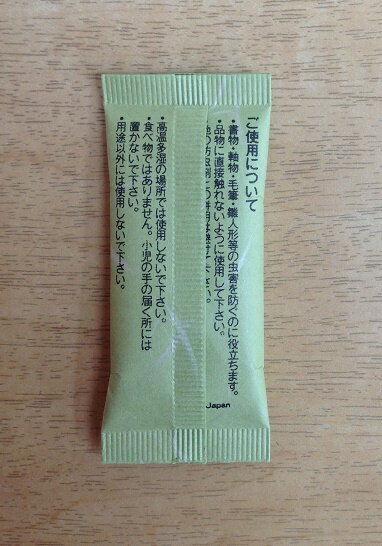 ご使用について
・書物・軸物・毛筆・雛人形等の虫害を防ぐのに役立ちます。
・品物に直接触れないように使用して下さい。
・高温多湿の場所では使用しないで下さい。
・食べ物ではありません。小児の手の届く所には
置かないで下さい。
・用途以外には使用しないで下さい。
Japan